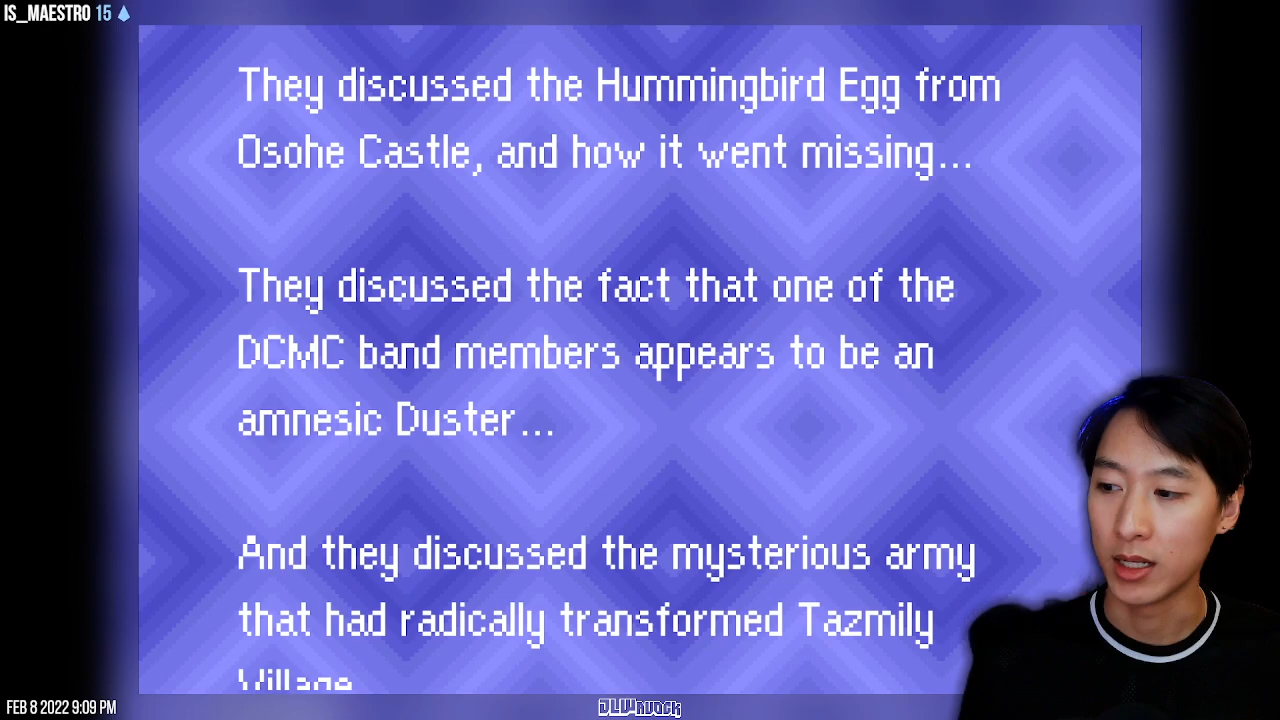 IS_MAESTRO 15
They discussed the Hummingbird Egg from
Osohe Castle, and how it went missing...
They discussed the fact that one of the
DCMC band members appears to be an
amnesic Duster...
And they discussed the mysterious army
that had radically transformed Tazmily
Village
FEB 8 2022 9:09 PM